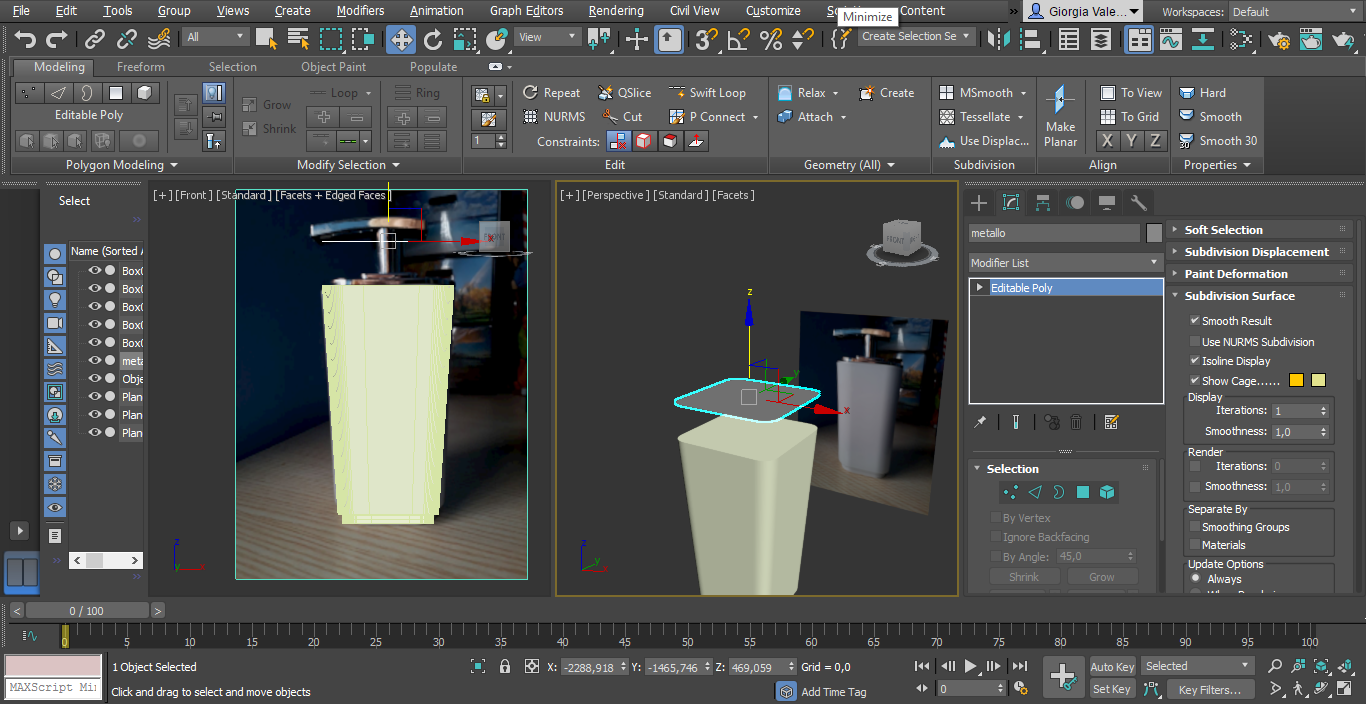 File Edit Tools Group Views Create Modifiers Animation Graph Editors Rendering Civil View Customize Content
Giorgia Vale... Workspaces: Default
Minimize
All View Create Selection Se
Modeling Freeform Selection Object Paint Populate
Grow Loop Ring Repeat QSlice Swift Loop Relax Create MSmooth To View Hard
Editable Poly Shrink NURMS Cut P Connect Attach Tessellate Make Planar To Grid Smooth
1 Constraints: Use Displac... X Y Z Smooth 30
Polygon Modeling Modify Selection Edit Geometry (All) Subdivision Align Properties
Select
Name (Sorted A
Box0
Box0
Box0
Box0
Box0
meta
Obje
Plan
Plan
Plan
[+] [Front] [Standard] [Facets + Edged Faces]
FRONT
x
z
y
x
[+] [Perspective] [Standard] [Facets]
FRONT
z
y
x
z
y
x
metallo
Modifier List
Editable Poly
Selection
By Vertex
Ignore Backfacing
By Angle: 45,0
Shrink Grow
Soft Selection
Subdivision Displacement
Paint Deformation
Subdivision Surface
Smooth Result
Use NURMS Subdivision
Isoline Display
Show Cage......
Display
Iterations: 1
Smoothness: 1,0
Render
Iterations: 0
Smoothness: 1,0
Separate By
Smoothing Groups
Materials
Update Options
Always
< 0 / 100 >
0 5 10 15 20 25 30 35 40 45 50 55 60 65 70 75 80 85 90 95 100
1 Object Selected X: -2288,918 Y: -1465,746 Z: 469,059 Grid = 0,0 Auto Key Selected
MAXScript Mi
Click and drag to select and move objects Add Time Tag 0 Set Key Key Filters...